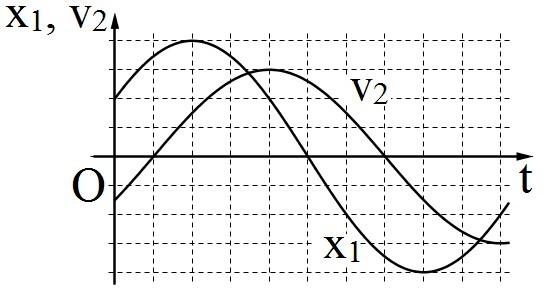 x₁, v₂
v₂
O
t
x₁